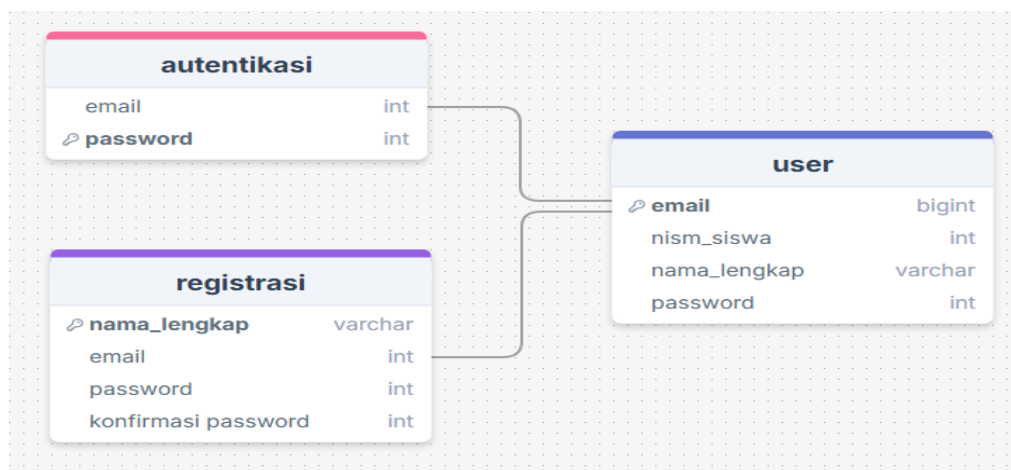 autentikasi
email int
password int
registrasi
nama_lengkap varchar
email int
password int
konfirmasi password int
user
email bigint
nism_siswa int
nama_lengkap varchar
password int